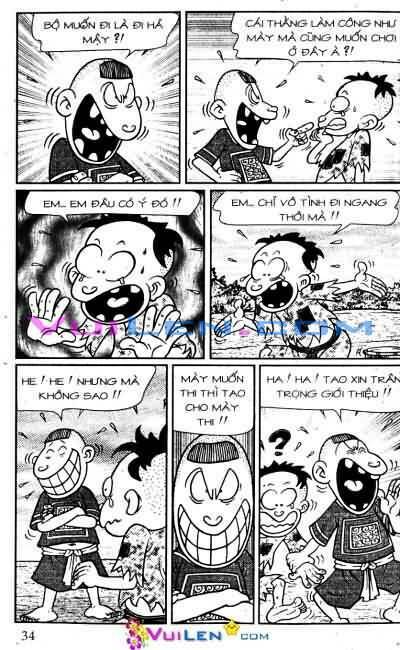 BỘ MUỐN ĐI LÀ ĐI HẢ
MẬY ?!
CÁI THẰNG LÀM CÔNG NHƯ
MÀY MÀ CŨNG MUỐN CHƠI
Ở ĐÂY À ?!
EM... EM ĐÂU CÓ Ý ĐÓ !!
EM... CHỈ VÔ TÌNH ĐI NGANG
THÔI MÀ !!
VUILEN.COM
HE ! HE ! NHƯNG MÀ
KHÔNG SAO !!
MÀY MUỐN
THI THÌ TAO
CHO MÀY
THI !!
HA ! HA ! TAO XIN TRÂN
TRỌNG GIỚI THIỆU !!
?
34
VUILEN.COM